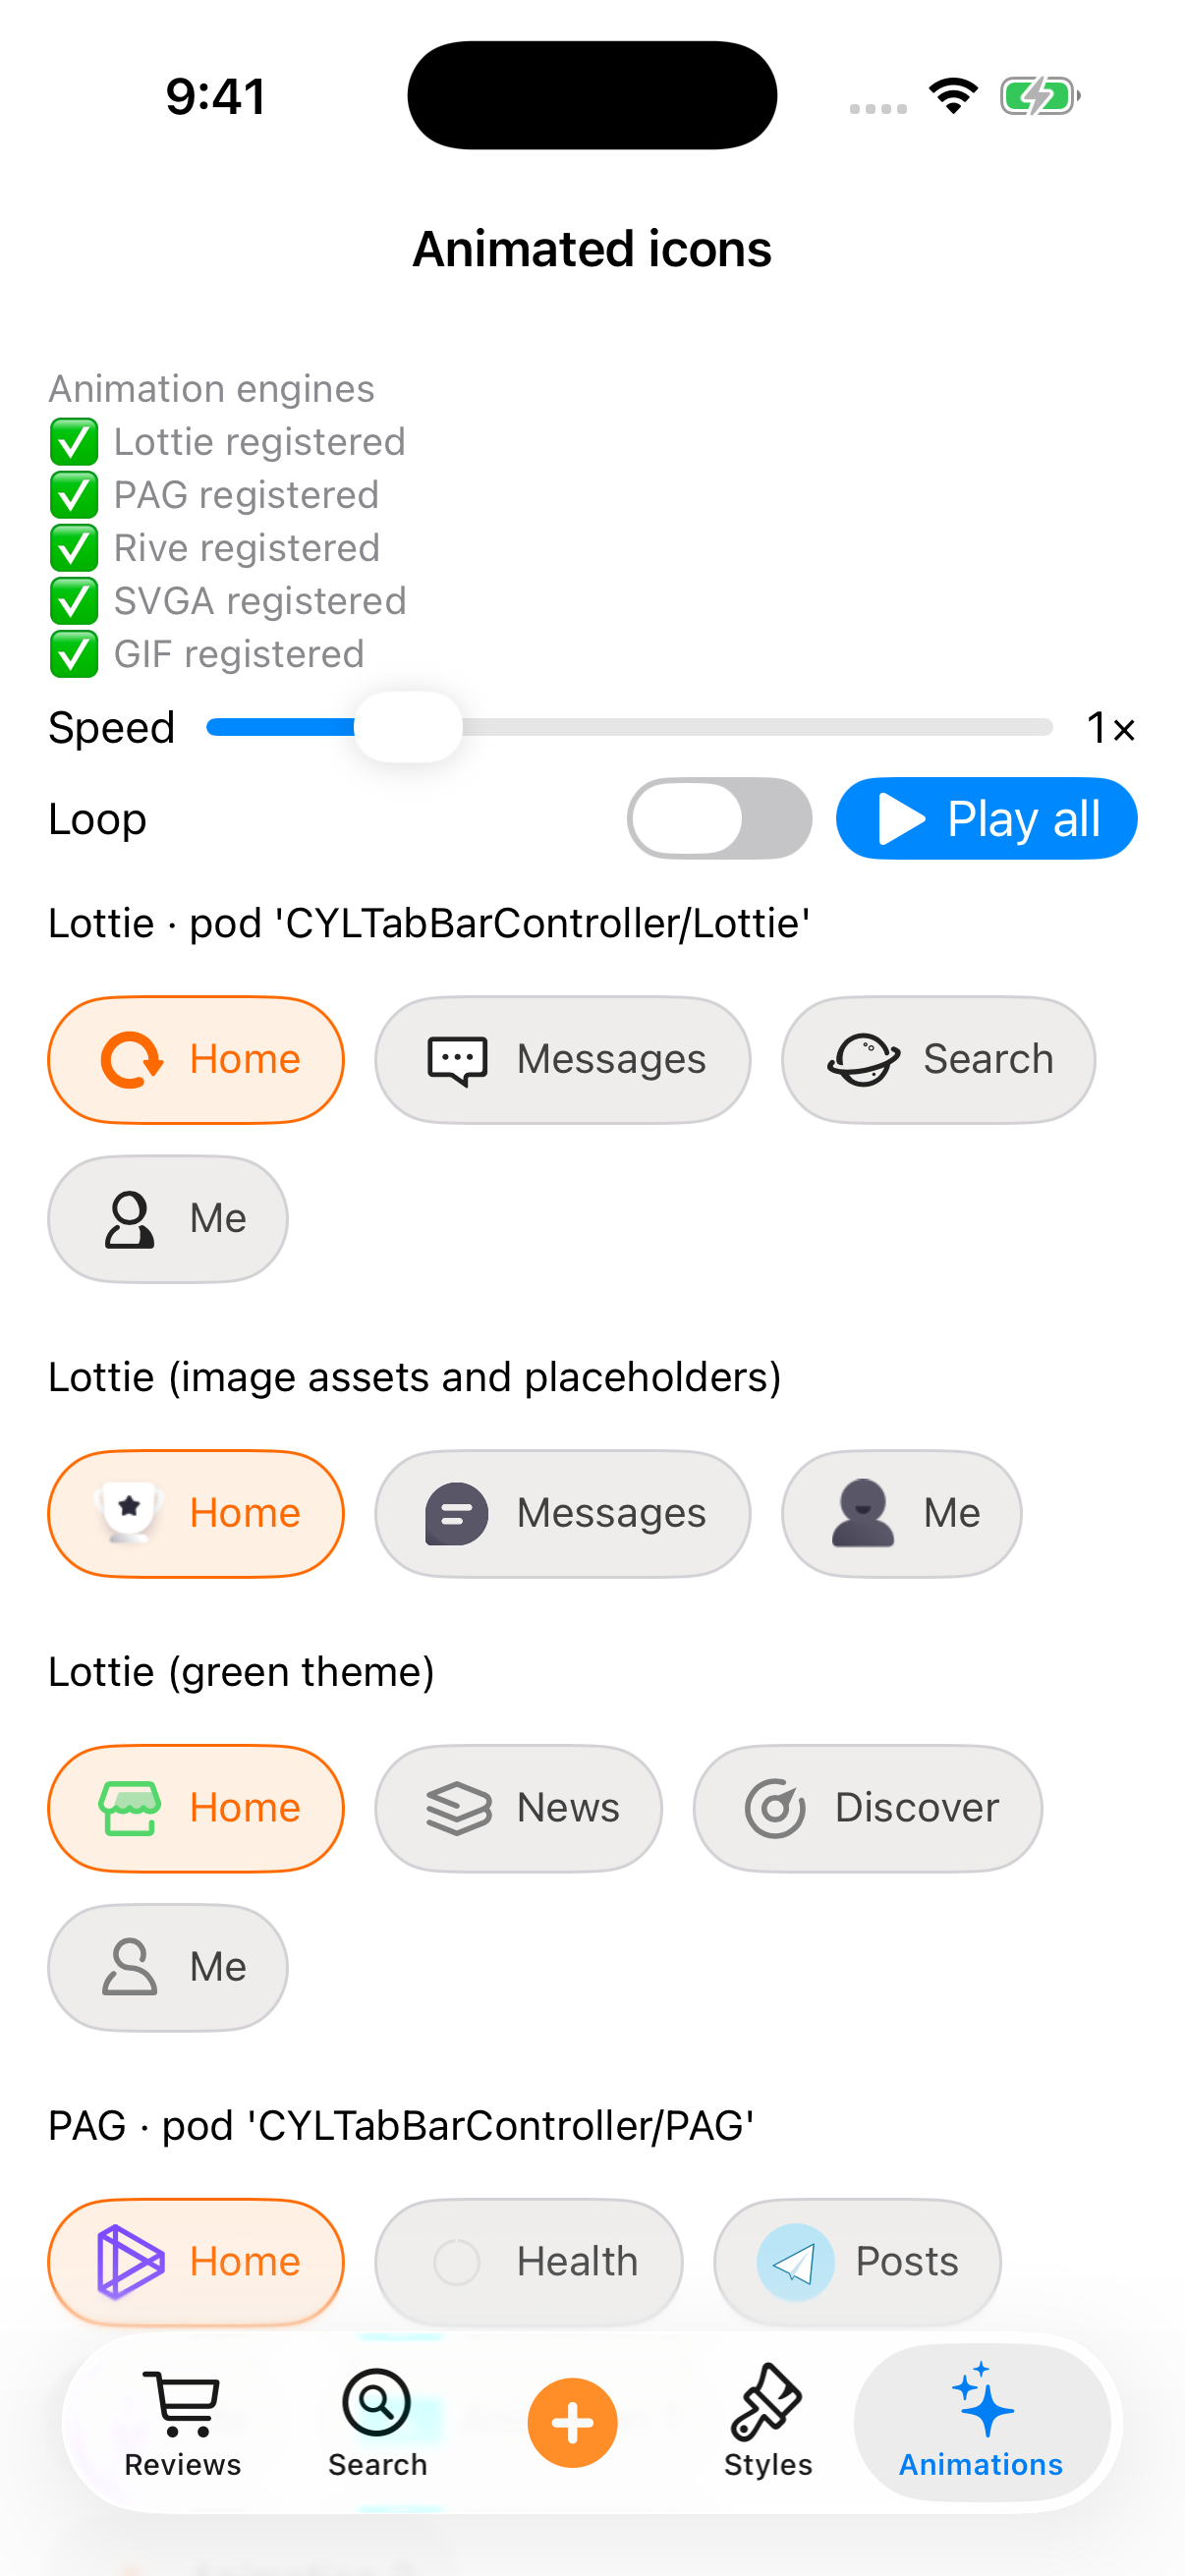 9:41
Animated icons
Animation engines
✅ Lottie registered
✅ PAG registered
✅ Rive registered
✅ SVGA registered
✅ GIF registered
Speed 1×
Loop Play all
Lottie · pod 'CYLTabBarController/Lottie'
Home Messages Search
Me
Lottie (image assets and placeholders)
Home Messages Me
Lottie (green theme)
Home News Discover
Me
PAG · pod 'CYLTabBarController/PAG'
Home Health Posts
Reviews Search Styles Animations